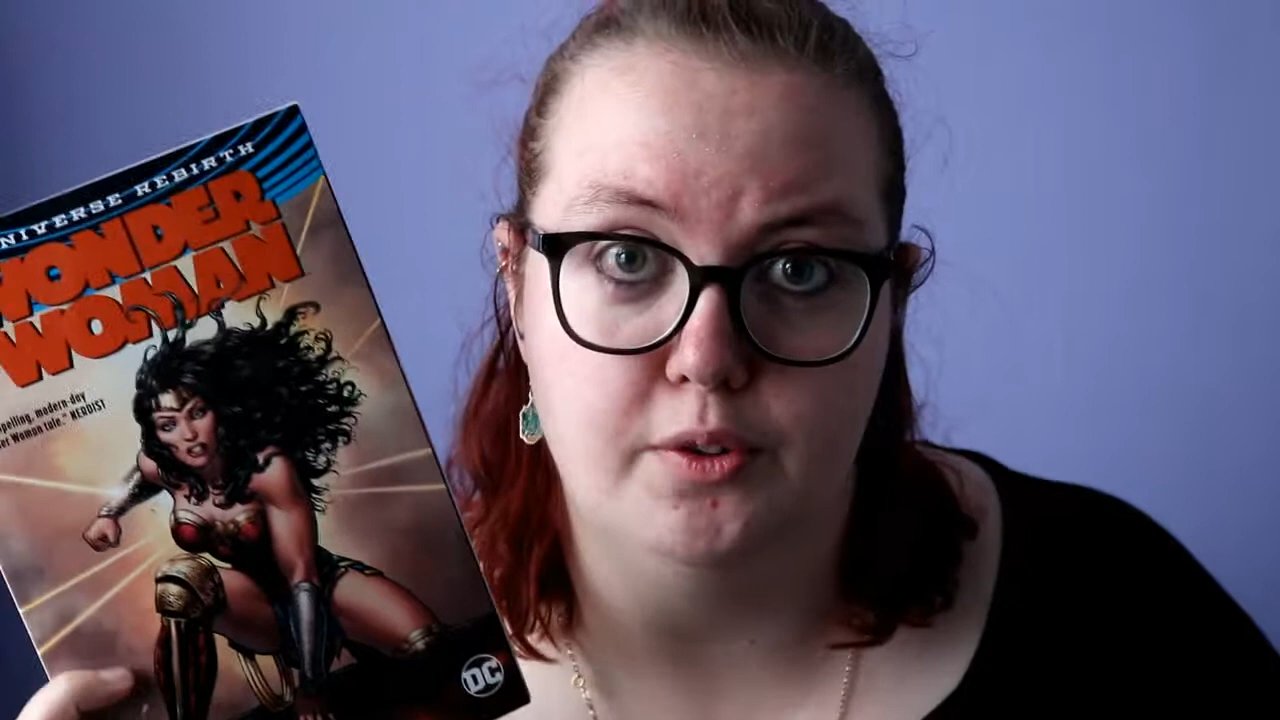 NIVERSE REBIRTH
WONDER
WOMAN
pelling, modern-day
er Woman tale." NERDIST
DC